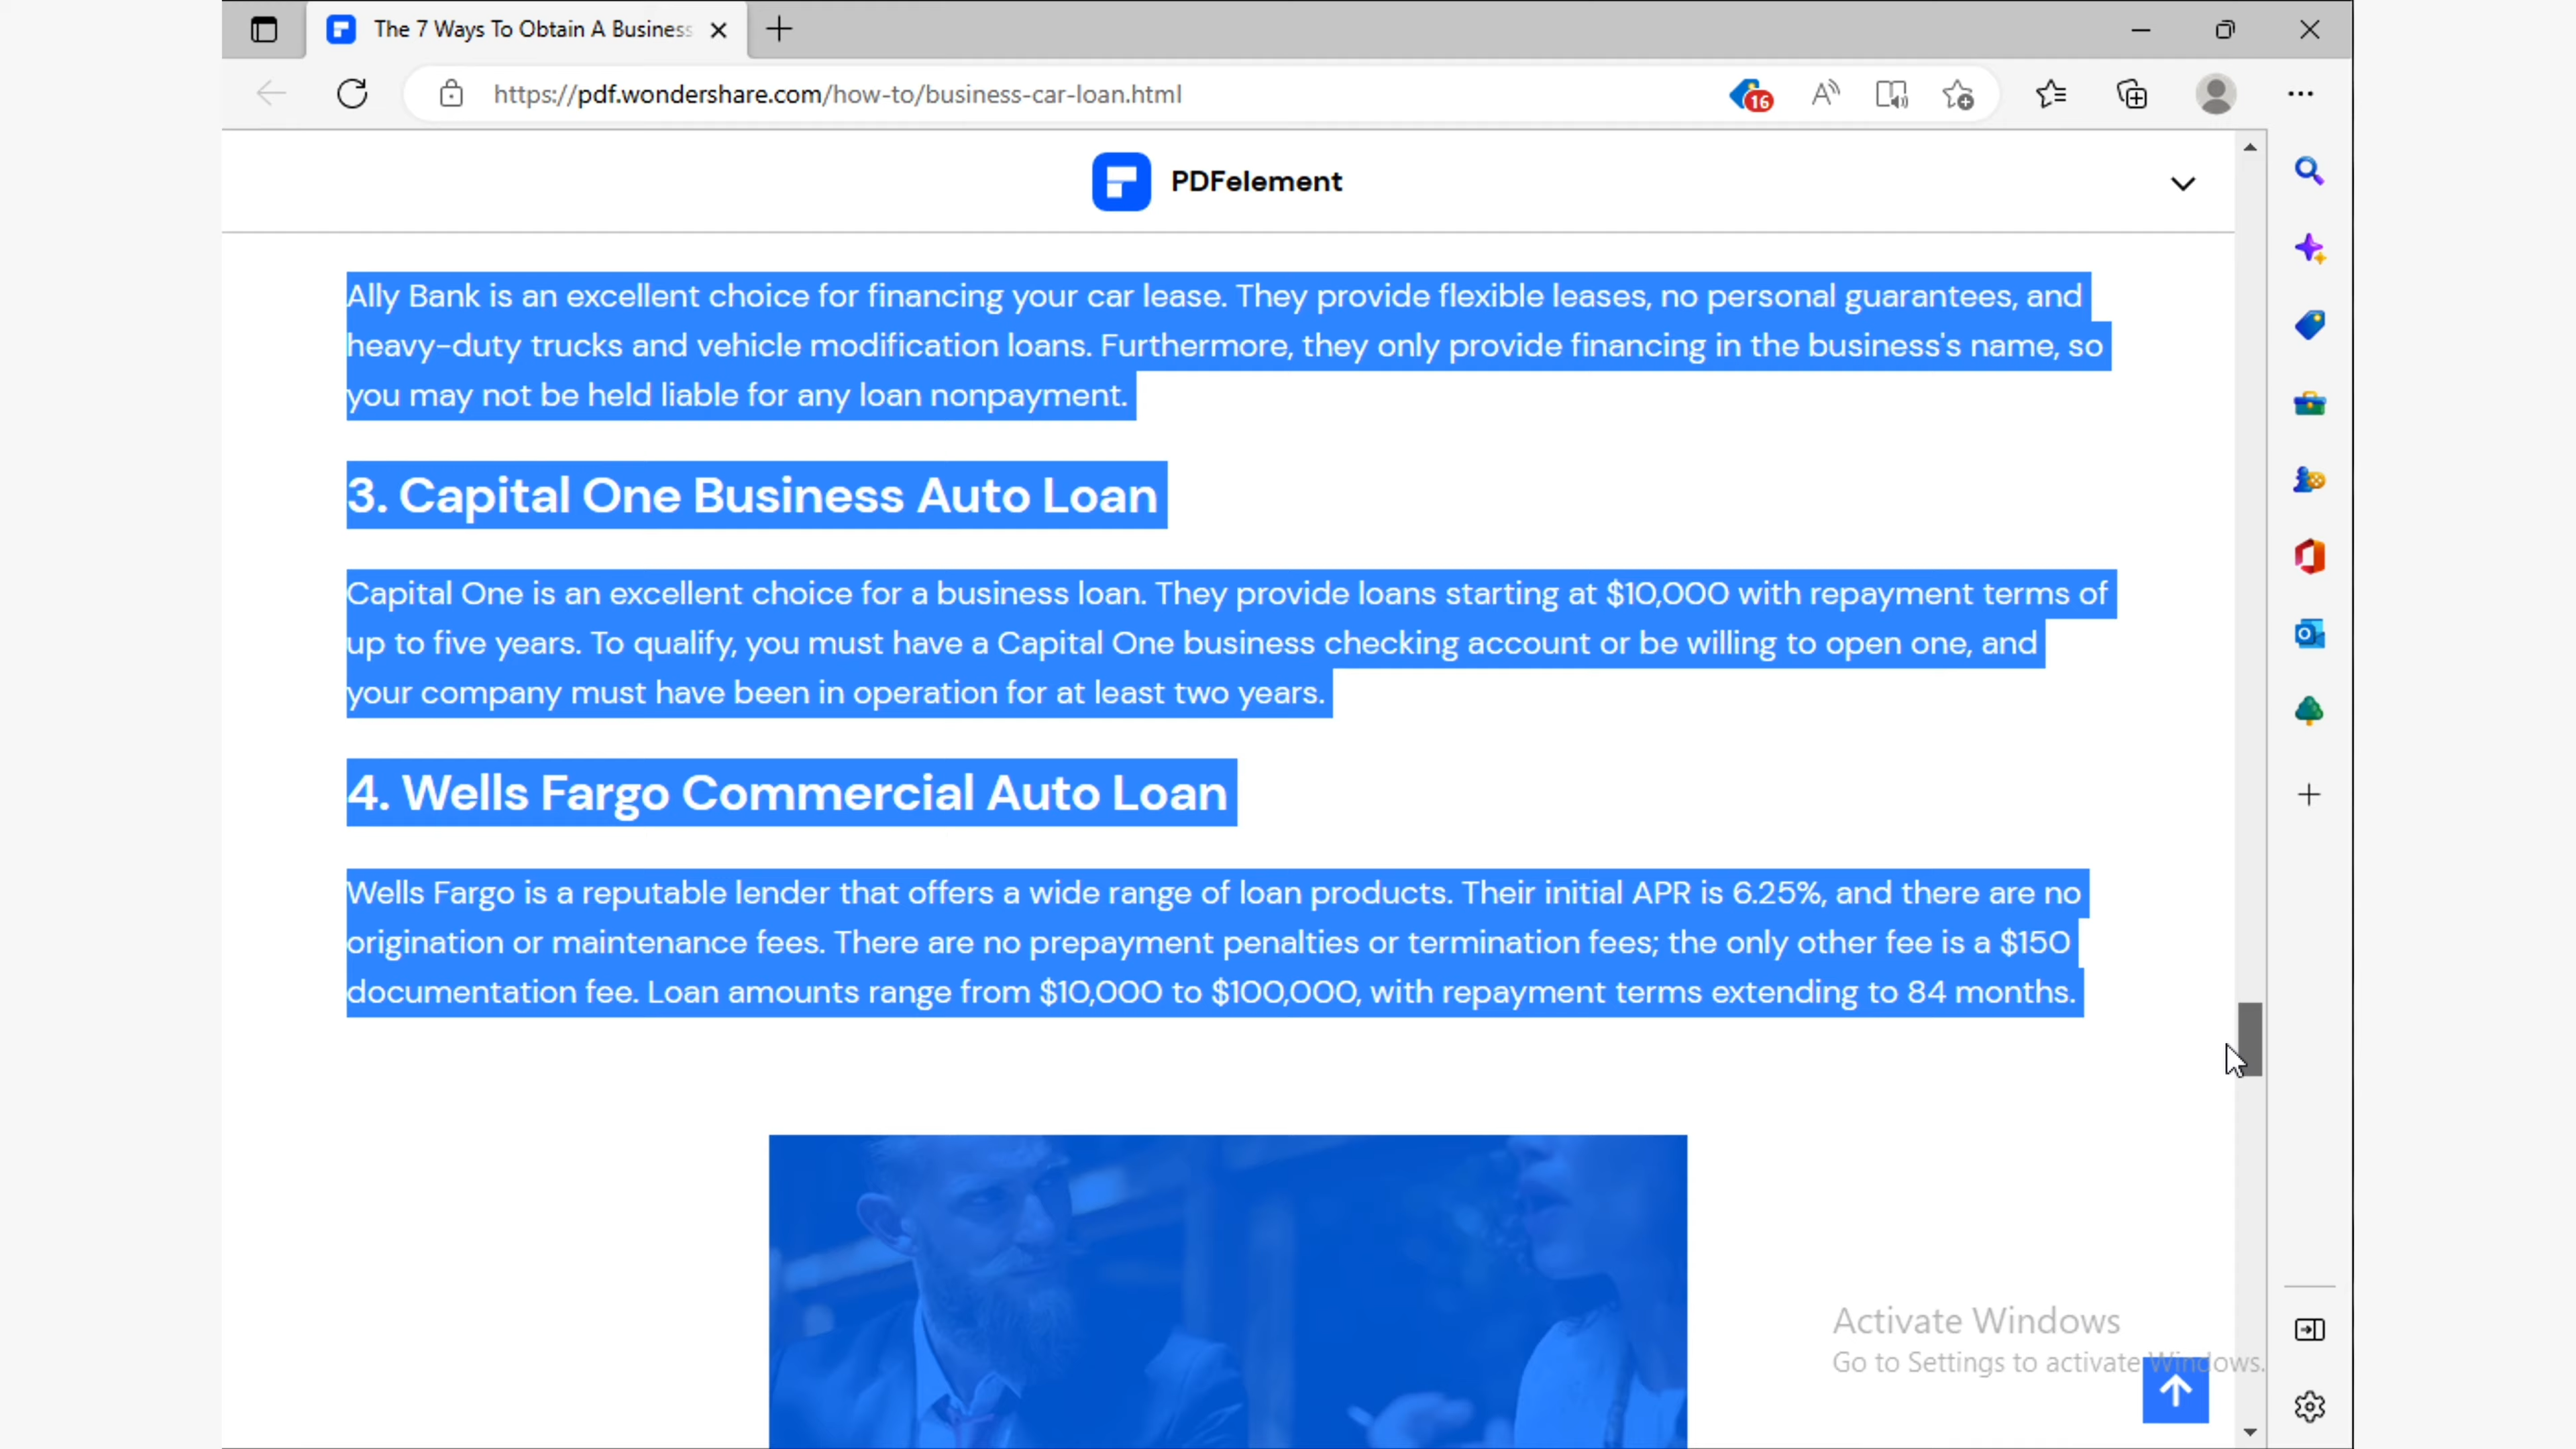 The 7 Ways To Obtain A Business
https://pdf.wondershare.com/how-to/business-car-loan.html
16
PDFelement
Ally Bank is an excellent choice for financing your car lease. They provide flexible leases, no personal guarantees, and
heavy-duty trucks and vehicle modification loans. Furthermore, they only provide financing in the business's name, so
you may not be held liable for any loan nonpayment.
3. Capital One Business Auto Loan
Capital One is an excellent choice for a business loan. They provide loans starting at $10,000 with repayment terms of
up to five years. To qualify, you must have a Capital One business checking account or be willing to open one, and
your company must have been in operation for at least two years.
4. Wells Fargo Commercial Auto Loan
Wells Fargo is a reputable lender that offers a wide range of loan products. Their initial APR is 6.25%, and there are no
origination or maintenance fees. There are no prepayment penalties or termination fees; the only other fee is a $150
documentation fee. Loan amounts range from $10,000 to $100,000, with repayment terms extending to 84 months.
Activate Windows
Go to Settings to activate Windows.